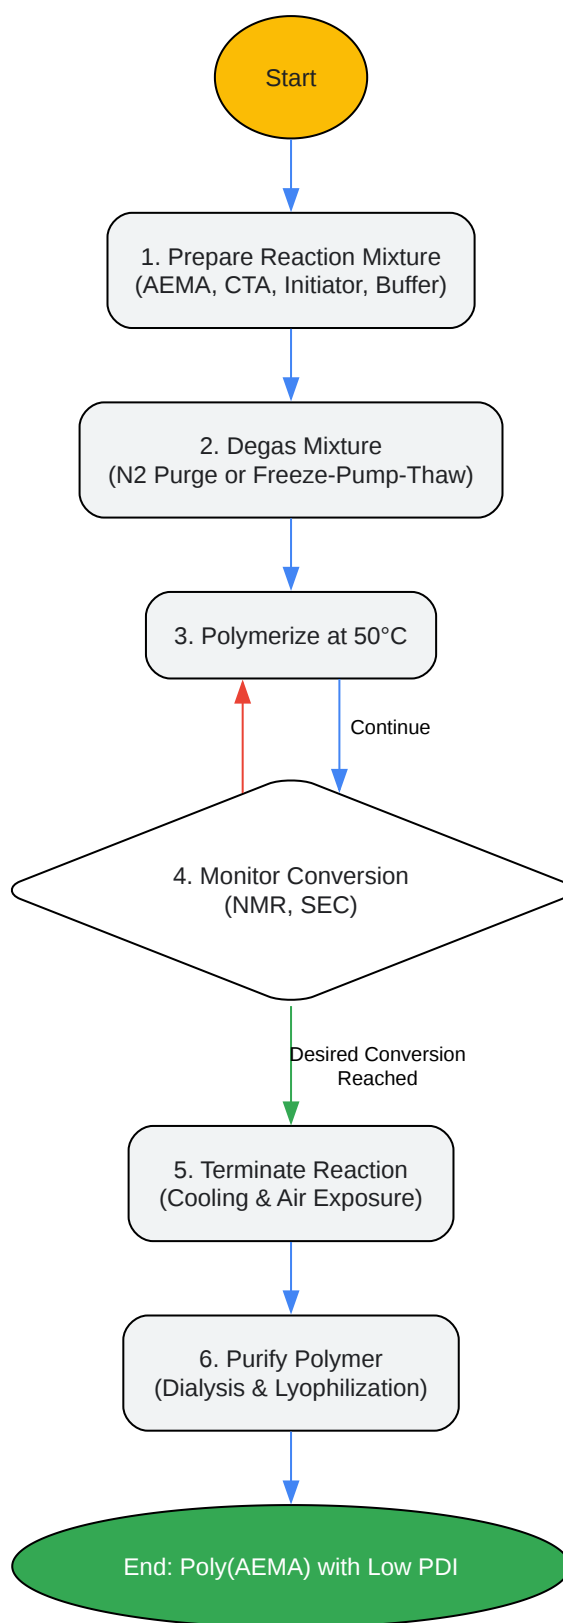 Start
1. Prepare Reaction Mixture
(AEMA, CTA, Initiator, Buffer)
2. Degas Mixture
(N2 Purge or Freeze-Pump-Thaw)
3. Polymerize at 50°C
Continue
4. Monitor Conversion
(NMR, SEC)
Desired Conversion
Reached
5. Terminate Reaction
(Cooling & Air Exposure)
6. Purify Polymer
(Dialysis & Lyophilization)
End: Poly(AEMA) with Low PDI